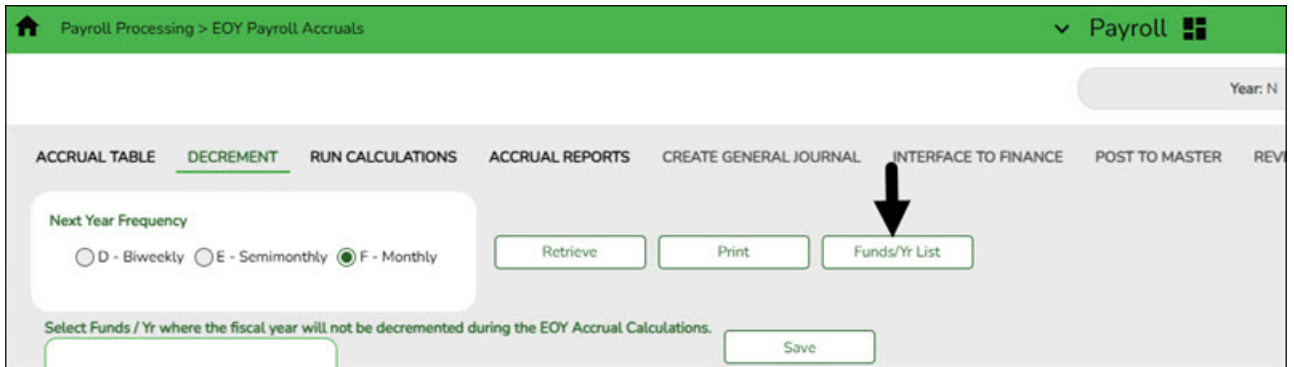 Payroll Processing > EOY Payroll Accruals
Payroll
Year: N
ACCRUAL TABLE DECREMENT RUN CALCULATIONS ACCRUAL REPORTS CREATE GENERAL JOURNAL INTERFACE TO FINANCE POST TO MASTER REVE
Next Year Frequency
D - Biweekly E - Semimonthly F - Monthly
Retrieve Print Funds/Yr List
Select Funds / Yr where the fiscal year will not be decremented during the EOY Accrual Calculations.
Save